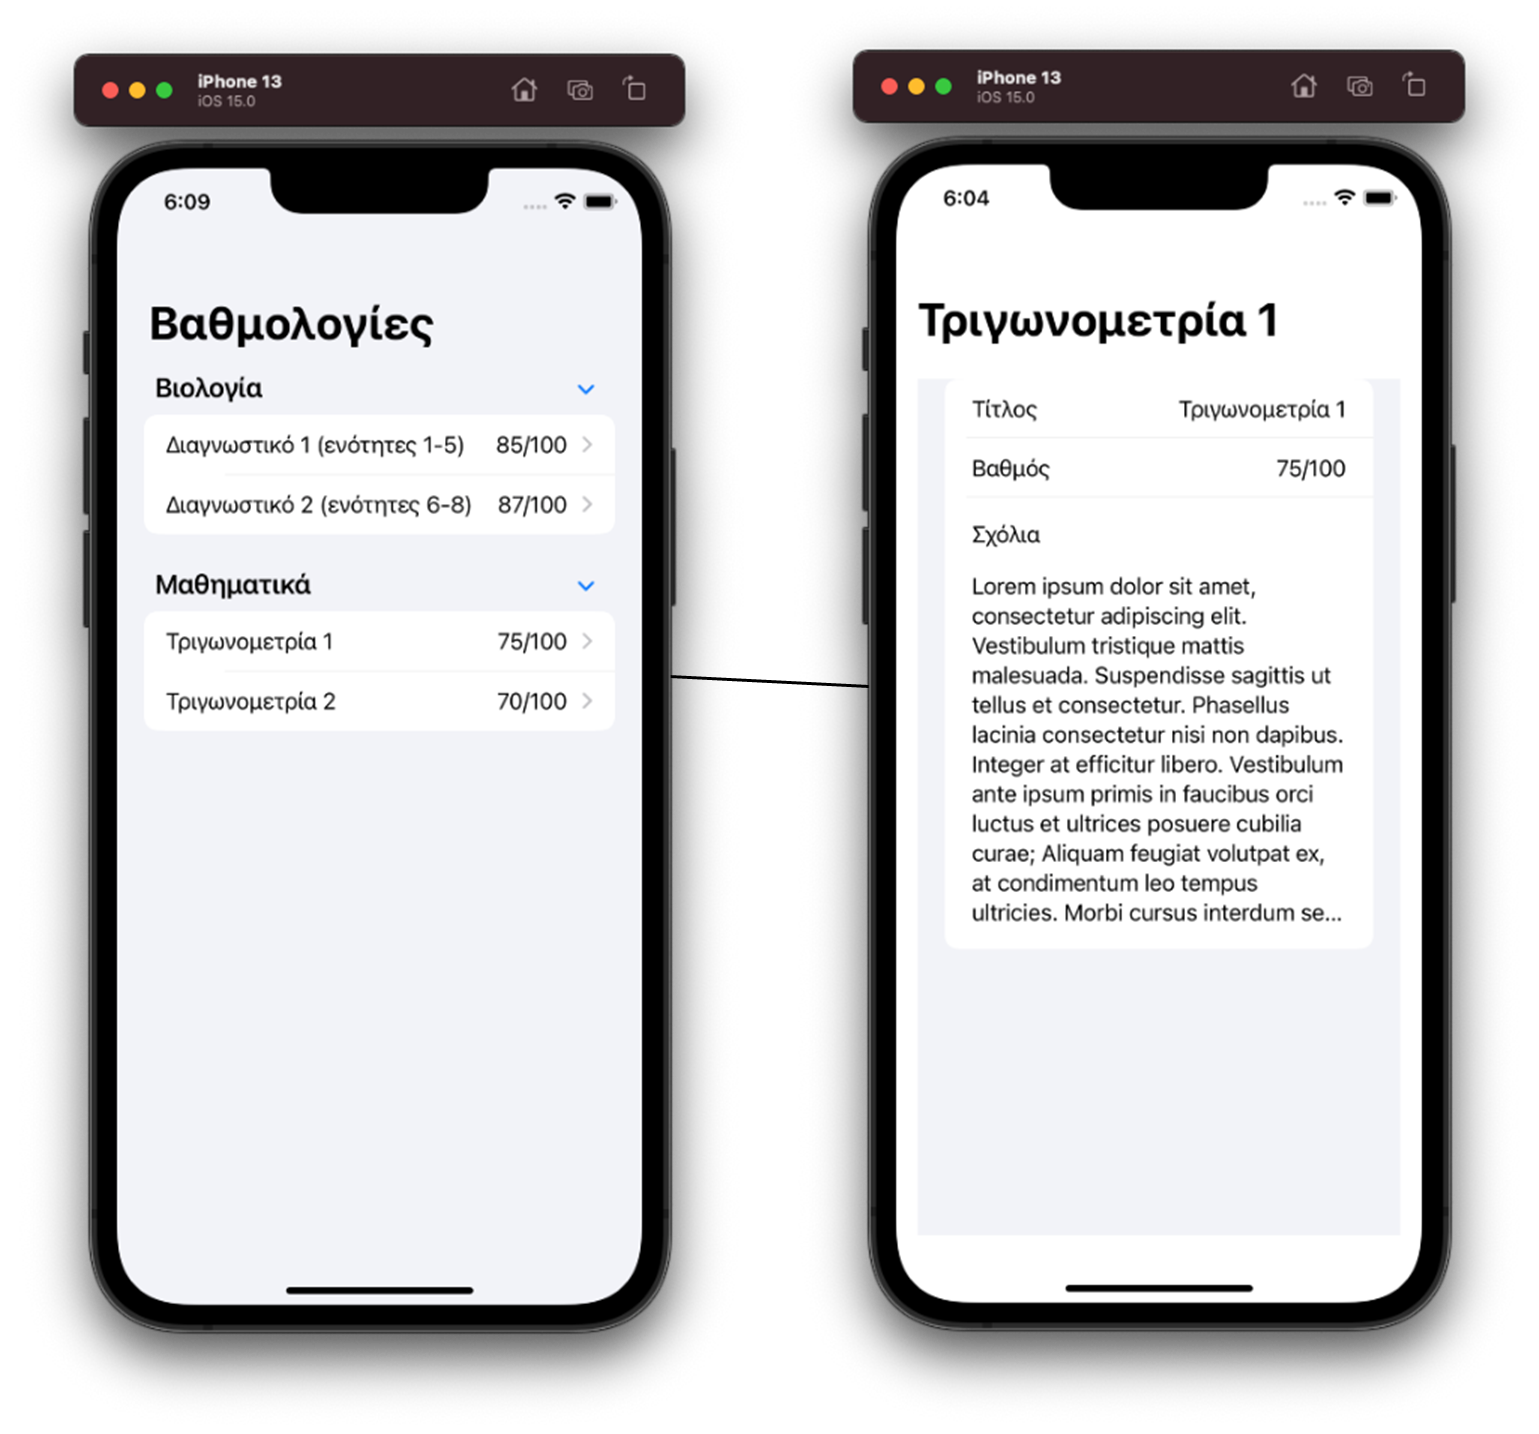 iPhone 13
iOS 15.0
6:09
Βαθμολογίες
Βιολογία
Διαγνωστικό 1 (ενότητες 1-5) 85/100
Διαγνωστικό 2 (ενότητες 6-8) 87/100
Μαθηματικά
Τριγωνομετρία 1 75/100
Τριγωνομετρία 2 70/100
iPhone 13
iOS 15.0
6:04
Τριγωνομετρία 1
Τίτλος Τριγωνομετρία 1
Βαθμός 75/100
Σχόλια
Lorem ipsum dolor sit amet,
consectetur adipiscing elit.
Vestibulum tristique mattis
malesuada. Suspendisse sagittis ut
tellus et consectetur. Phasellus
lacinia consectetur nisi non dapibus.
Integer at efficitur libero. Vestibulum
ante ipsum primis in faucibus orci
luctus et ultrices posuere cubilia
curae; Aliquam feugiat volutpat ex,
at condimentum leo tempus
ultricies. Morbi cursus interdum se...